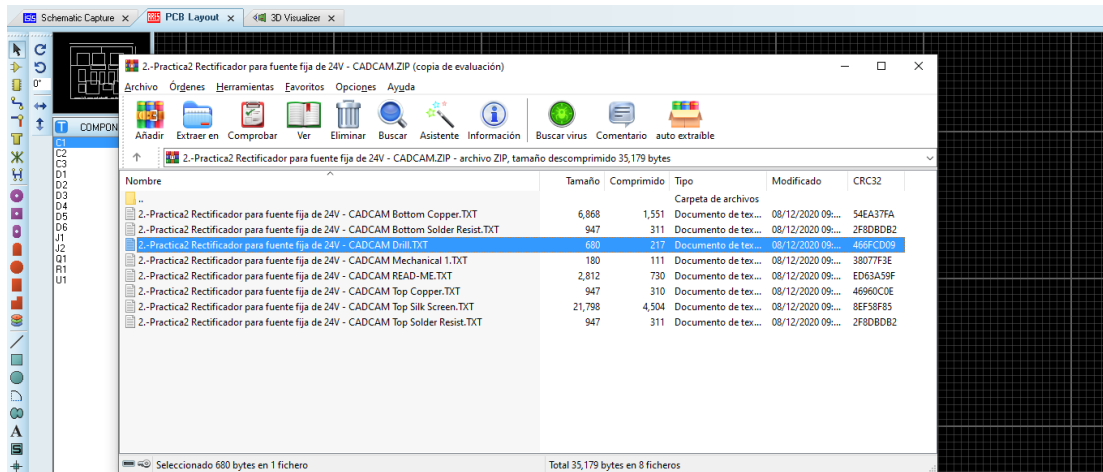 ISIS Schematic Capture × ARES PCB Layout × 3D Visualizer ×
0°
T COMPON
C1
C2
C3
D1
D2
D3
D4
D5
D6
J1
J2
Q1
R1
U1
A
S
2.-Practica2 Rectificador para fuente fija de 24V - CADCAM.ZIP (copia de evaluación)
Archivo Órdenes Herramientas Favoritos Opciones Ayuda
Añadir Extraer en Comprobar Ver Eliminar Buscar Asistente Información Buscar virus Comentario auto extraíble
2.-Practica2 Rectificador para fuente fija de 24V - CADCAM.ZIP - archivo ZIP, tamaño descomprimido 35,179 bytes
Nombre Tamaño Comprimido Tipo Modificado CRC32
.. Carpeta de archivos
2.-Practica2 Rectificador para fuente fija de 24V - CADCAM Bottom Copper.TXT 6,868 1,551 Documento de tex... 08/12/2020 09:... 54EA37FA
2.-Practica2 Rectificador para fuente fija de 24V - CADCAM Bottom Solder Resist.TXT 947 311 Documento de tex... 08/12/2020 09:... 2F8DBDB2
2.-Practica2 Rectificador para fuente fija de 24V - CADCAM Drill.TXT 680 217 Documento de tex... 08/12/2020 09:... 466FCD09
2.-Practica2 Rectificador para fuente fija de 24V - CADCAM Mechanical 1.TXT 180 111 Documento de tex... 08/12/2020 09:... 38077F3E
2.-Practica2 Rectificador para fuente fija de 24V - CADCAM READ-ME.TXT 2,812 730 Documento de tex... 08/12/2020 09:... ED63A59F
2.-Practica2 Rectificador para fuente fija de 24V - CADCAM Top Copper.TXT 947 310 Documento de tex... 08/12/2020 09:... 46960C0E
2.-Practica2 Rectificador para fuente fija de 24V - CADCAM Top Silk Screen.TXT 21,798 4,504 Documento de tex... 08/12/2020 09:... 8EF58F85
2.-Practica2 Rectificador para fuente fija de 24V - CADCAM Top Solder Resist.TXT 947 311 Documento de tex... 08/12/2020 09:... 2F8DBDB2
Seleccionado 680 bytes en 1 fichero Total 35,179 bytes en 8 ficheros